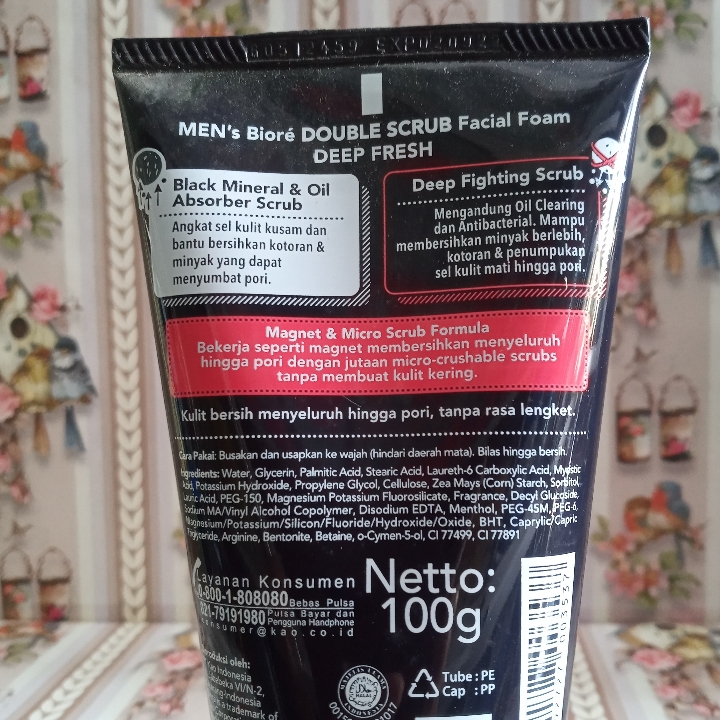 MEN's Bioré DOUBLE SCRUB Facial Foam
DEEP FRESH
Black Mineral & Oil
Absorber Scrub
Angkat sel kulit kusam dan
bantu bersihkan kotoran &
minyak yang dapat
menyumbat pori.
Deep Fighting Scrub
Mengandung Oil Clearing
dan Antibacterial. Mampu
membersihkan minyak berlebih,
kotoran & penumpukan
sel kulit mati hingga pori.
Magnet & Micro Scrub Formula
Bekerja seperti magnet membersihkan menyeluruh
hingga pori dengan jutaan micro-crushable scrubs
tanpa membuat kulit kering.
Kulit bersih menyeluruh hingga pori, tanpa rasa lengket.
Cara Pakai: Busakan dan usapkan ke wajah (hindari daerah mata). Bilas hingga bersih.
Ingredients: Water, Glycerin, Palmitic Acid, Stearic Acid, Laureth-6 Carboxylic Acid, Myristic
Acid, Potassium Hydroxide, Propylene Glycol, Cellulose, Zea Mays (Corn) Starch, Sorbitol,
Lauric Acid, PEG-150, Magnesium Potassium Fluorosilicate, Fragrance, Decyl Glucoside,
Sodium MA/Vinyl Alcohol Copolymer, Disodium EDTA, Menthol, PEG-45M, PEG-6,
Magnesium/Potassium/Silicon/Fluoride/Hydroxide/Oxide, BHT, Caprylic/Capric
Triglyceride, Arginine, Bentonite, Betaine, o-Cymen-5-ol, CI 77499, CI 77891
Layanan Konsumen
0-800-1-808080 Bebas Pulsa
021-79191980 Pulsa Bayar dan
Pengguna Handphone
konsumer@kao.co.id
Netto:
100g
Tube : PE
Cap : PP
HALAL